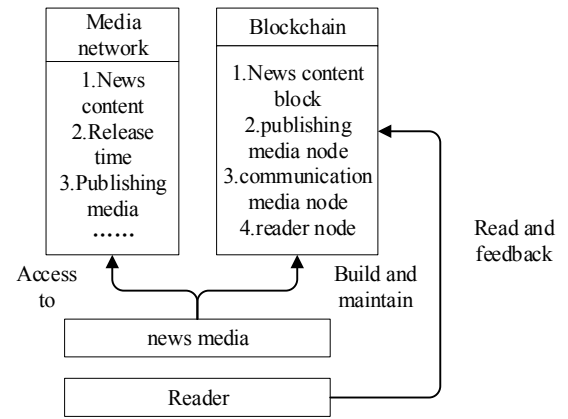 Media
network
1.News
content
2.Release
time
3.Publishing
media
......
Blockchain
1.News content
block
2.publishing
media node
3.communication
media node
4.reader node
Read and
feedback
Access
to
Build and
maintain
news media
Reader